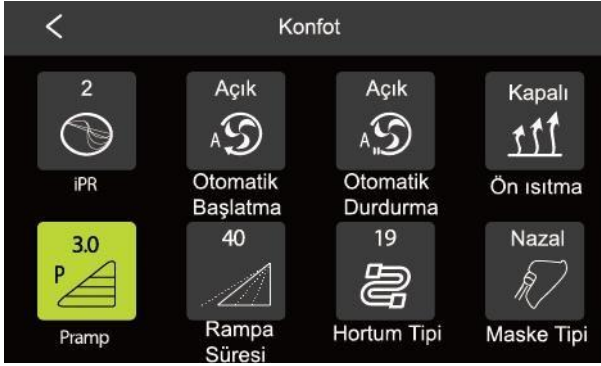 Konfot
2 Açık Açık Kapalı
A A
iPR Otomatik Başlatma Otomatik Durdurma Ön ısıtma
3.0 40 19 Nazal
P
Pramp Rampa Süresi Hortum Tipi Maske Tipi